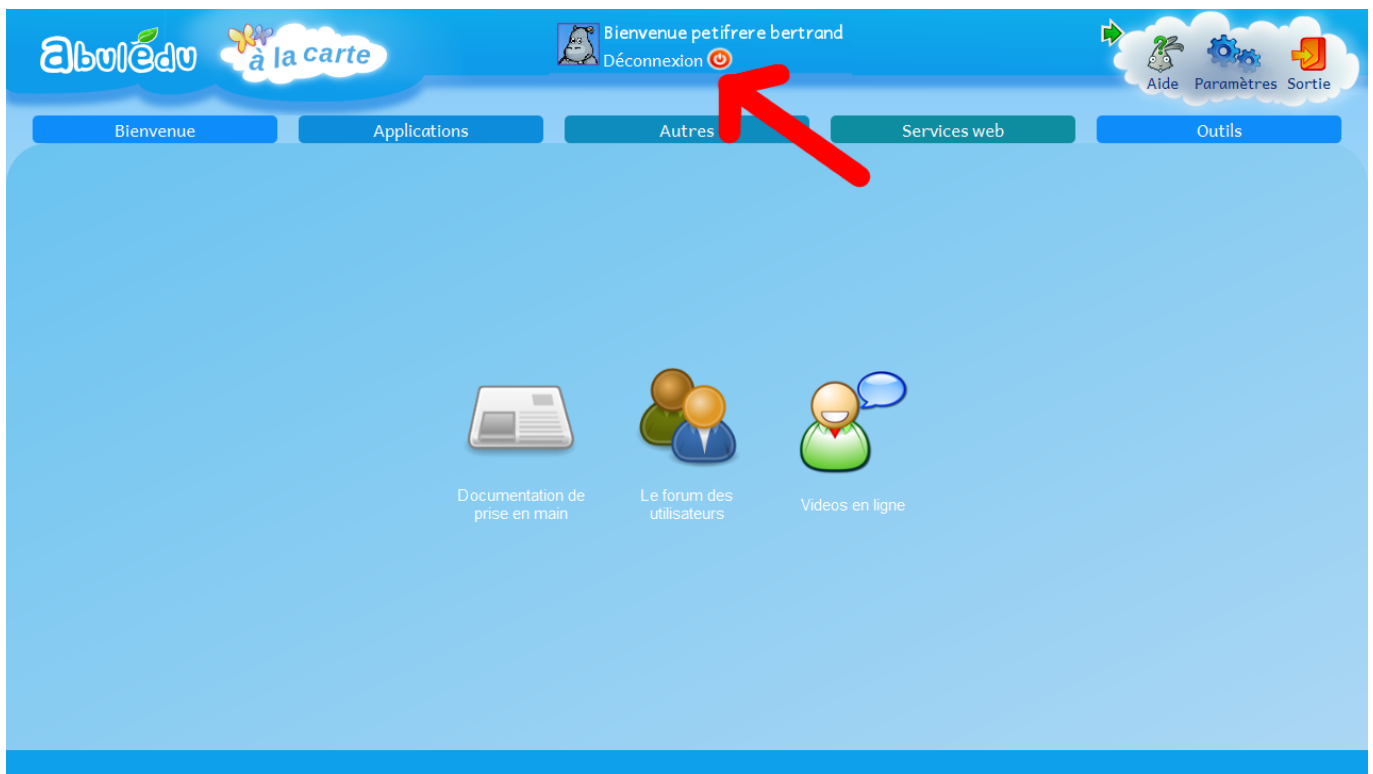 abulédu
à la carte
Bienvenue petifrere bertrand
Déconnexion
Aide Paramètres Sortie
Bienvenue Applications Autres Services web Outils
Documentation de
prise en main
Le forum des
utilisateurs
Videos en ligne